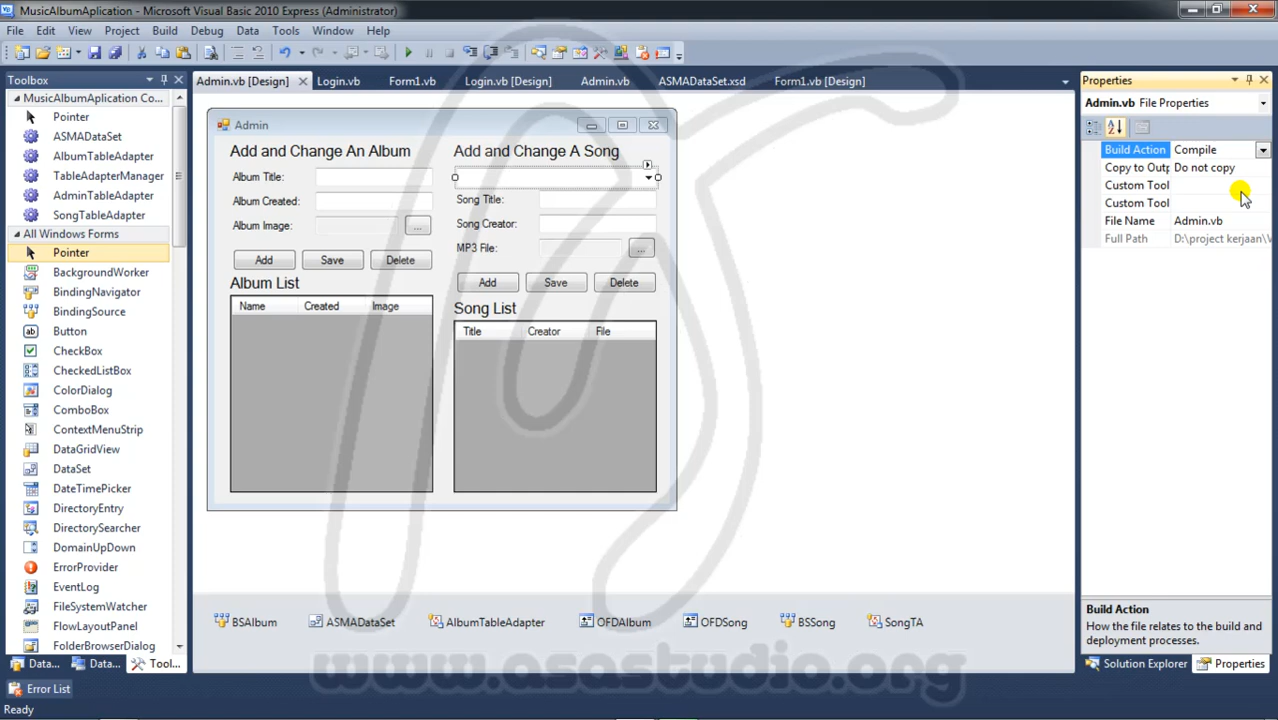 MusicAlbumAplication - Microsoft Visual Basic 2010 Express (Administrator)
File Edit View Project Build Debug Data Tools Window Help
Toolbox
Admin.vb [Design] Login.vb Form1.vb Login.vb [Design] Admin.vb ASMADataSet.xsd Form1.vb [Design]
Properties
MusicAlbumAplication Co...
Pointer
ASMADataSet
AlbumTableAdapter
TableAdapterManager
AdminTableAdapter
SongTableAdapter
All Windows Forms
Pointer
BackgroundWorker
BindingNavigator
BindingSource
Button
CheckBox
CheckedListBox
ColorDialog
ComboBox
ContextMenuStrip
DataGridView
DataSet
DateTimePicker
DirectoryEntry
DirectorySearcher
DomainUpDown
ErrorProvider
EventLog
FileSystemWatcher
FlowLayoutPanel
FolderBrowserDialog
Data... Data... Tool...
Admin
Add and Change An Album
Album Title:
Album Created:
Album Image: ...
Add Save Delete
Album List
Name Created Image
Add and Change A Song
Song Title:
Song Creator:
MP3 File: ...
Add Save Delete
Song List
Title Creator File
BSAlbum ASMADataSet AlbumTableAdapter OFDAlbum OFDSong BSSong SongTA
www.asastudio.org
Admin.vb File Properties
Build Action Compile
Copy to Outp Do not copy
Custom Tool
Custom Tool
File Name Admin.vb
Full Path D:\project kerjaan\V
Build Action
How the file relates to the build and
deployment processes.
Solution Explorer Properties
Error List
Ready